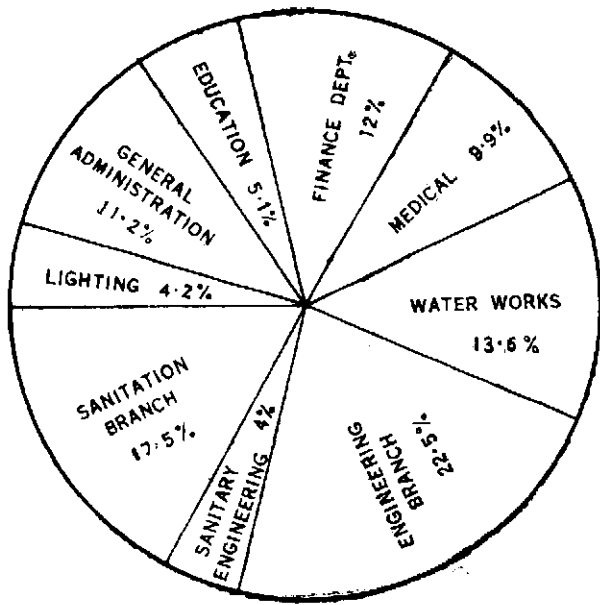 FINANCE DEPT.
12%
MEDICAL 9·9%
WATER WORKS
13·6%
ENGINEERING
BRANCH
22·5%
SANITARY
ENGINEERING 4%
SANITATION
BRANCH
17·5%
LIGHTING 4·2%
GENERAL
ADMINISTRATION
11·2%
EDUCATION 5·1%